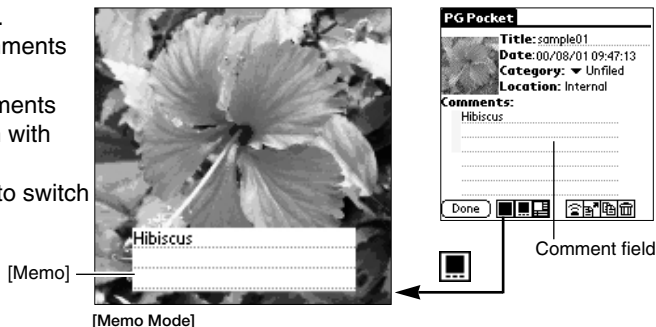 .
nments
ments
with
to switch
Hibiscus
[Memo]
[Memo Mode]
PG Pocket
Title: sample01
Date: 00/08/01 09:47:13
Category: Unfiled
Location: Internal
Comments:
Hibiscus
Done
Comment field